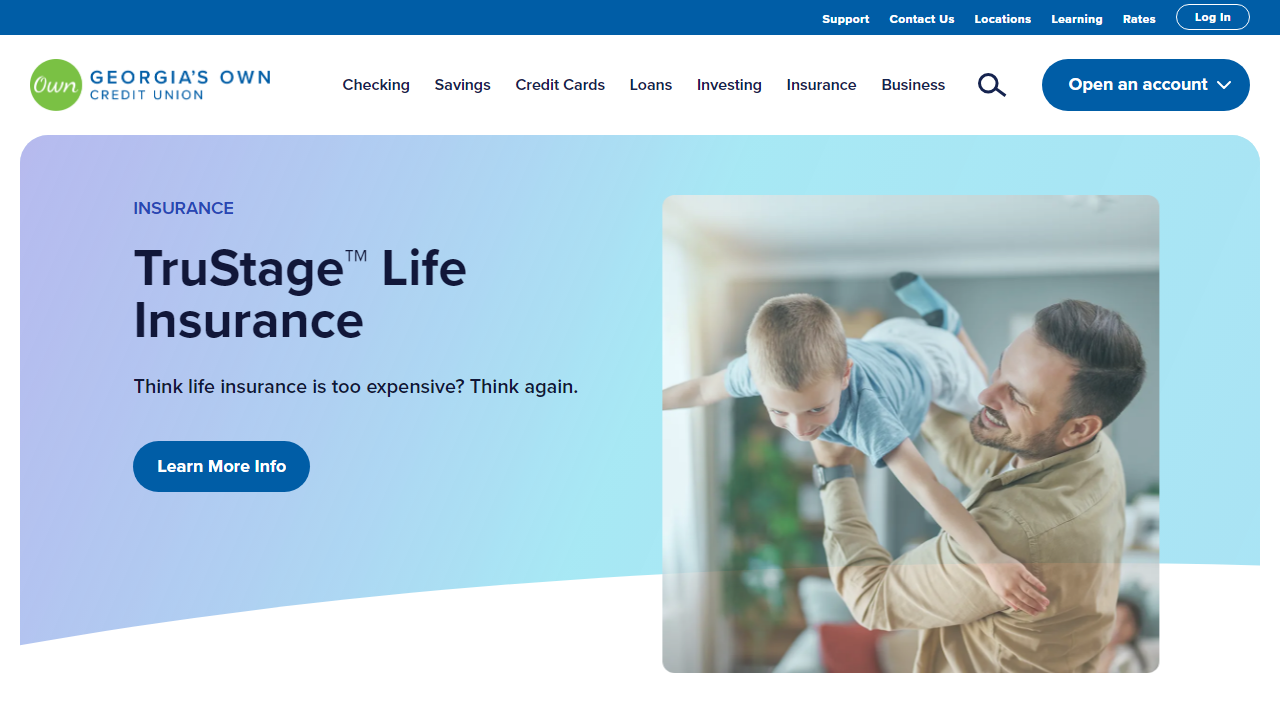 Support Contact Us Locations Learning Rates Log In
Own GEORGIA'S OWN
CREDIT UNION
Checking Savings Credit Cards Loans Investing Insurance Business Open an account
INSURANCE
TruStage™ Life
Insurance
Think life insurance is too expensive? Think again.
Learn More Info